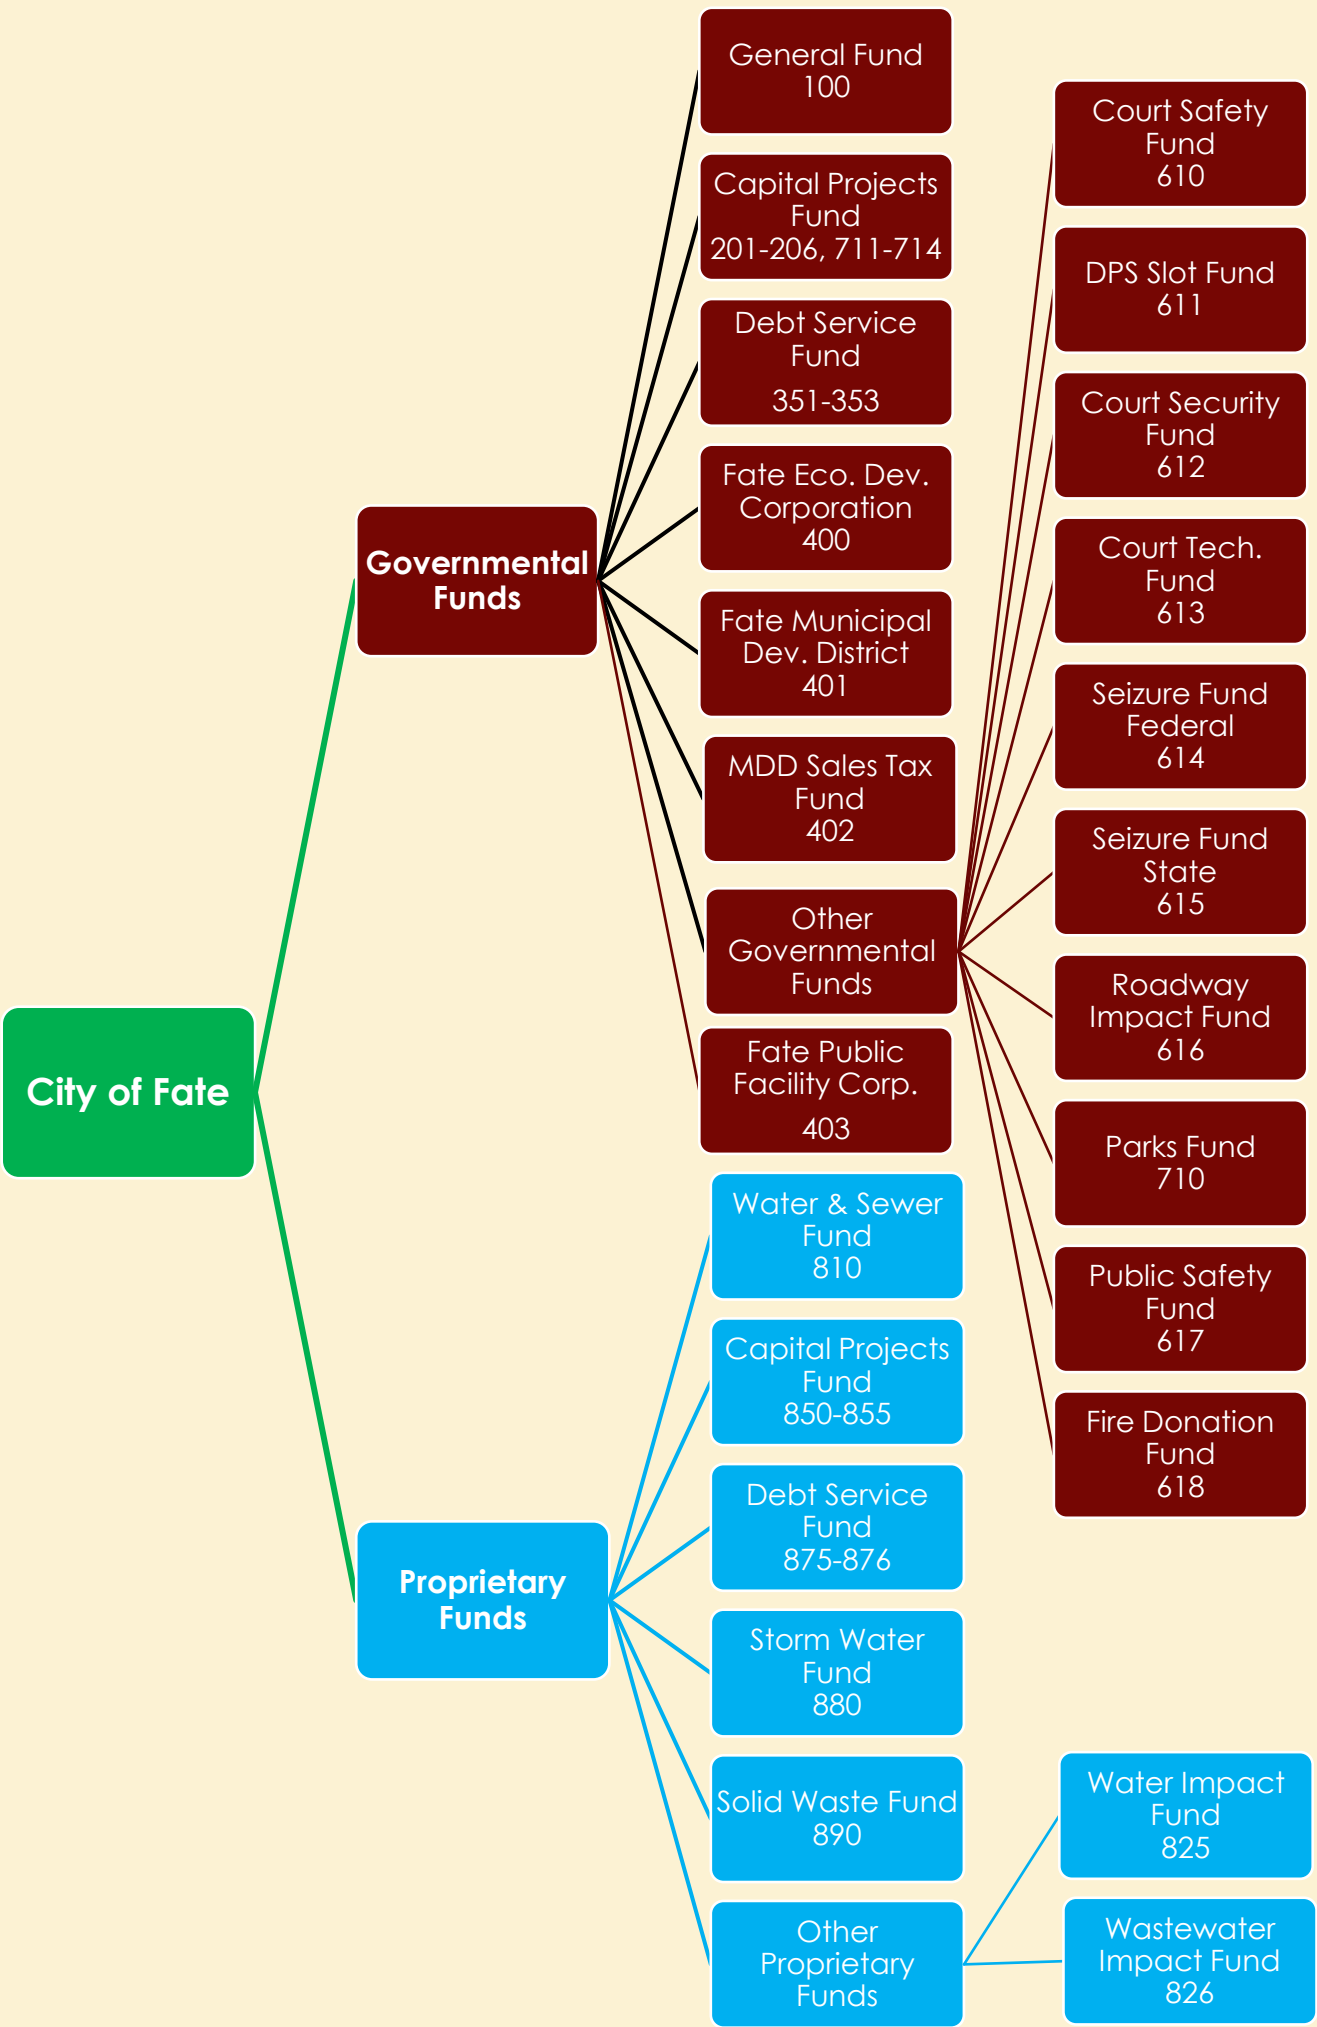 City of Fate
Governmental
Funds
General Fund
100
Capital Projects
Fund
201-206, 711-714
Debt Service
Fund
351-353
Fate Eco. Dev.
Corporation
400
Fate Municipal
Dev. District
401
MDD Sales Tax
Fund
402
Other
Governmental
Funds
Court Safety
Fund
610
DPS Slot Fund
611
Court Security
Fund
612
Court Tech.
Fund
613
Seizure Fund
Federal
614
Seizure Fund
State
615
Roadway
Impact Fund
616
Parks Fund
710
Public Safety
Fund
617
Fire Donation
Fund
618
Fate Public
Facility Corp.
403
Proprietary
Funds
Water & Sewer
Fund
810
Capital Projects
Fund
850-855
Debt Service
Fund
875-876
Storm Water
Fund
880
Solid Waste Fund
890
Other
Proprietary
Funds
Water Impact
Fund
825
Wastewater
Impact Fund
826